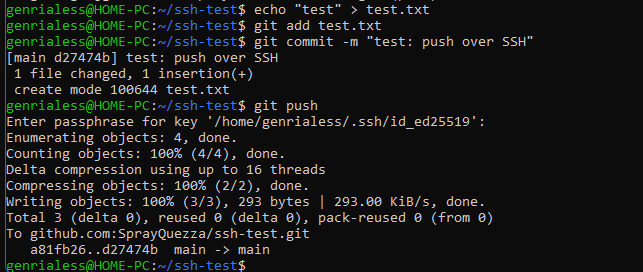 genrialess@HOME-PC:~/ssh-test$ echo "test" > test.txt
genrialess@HOME-PC:~/ssh-test$ git add test.txt
genrialess@HOME-PC:~/ssh-test$ git commit -m "test: push over SSH"
[main d27474b] test: push over SSH
 1 file changed, 1 insertion(+)
 create mode 100644 test.txt
genrialess@HOME-PC:~/ssh-test$ git push
Enter passphrase for key '/home/genrialess/.ssh/id_ed25519':
Enumerating objects: 4, done.
Counting objects: 100% (4/4), done.
Delta compression using up to 16 threads
Compressing objects: 100% (2/2), done.
Writing objects: 100% (3/3), 293 bytes | 293.00 KiB/s, done.
Total 3 (delta 0), reused 0 (delta 0), pack-reused 0 (from 0)
To github.com:SprayQuezza/ssh-test.git
   a81fb26..d27474b  main -> main
genrialess@HOME-PC:~/ssh-test$